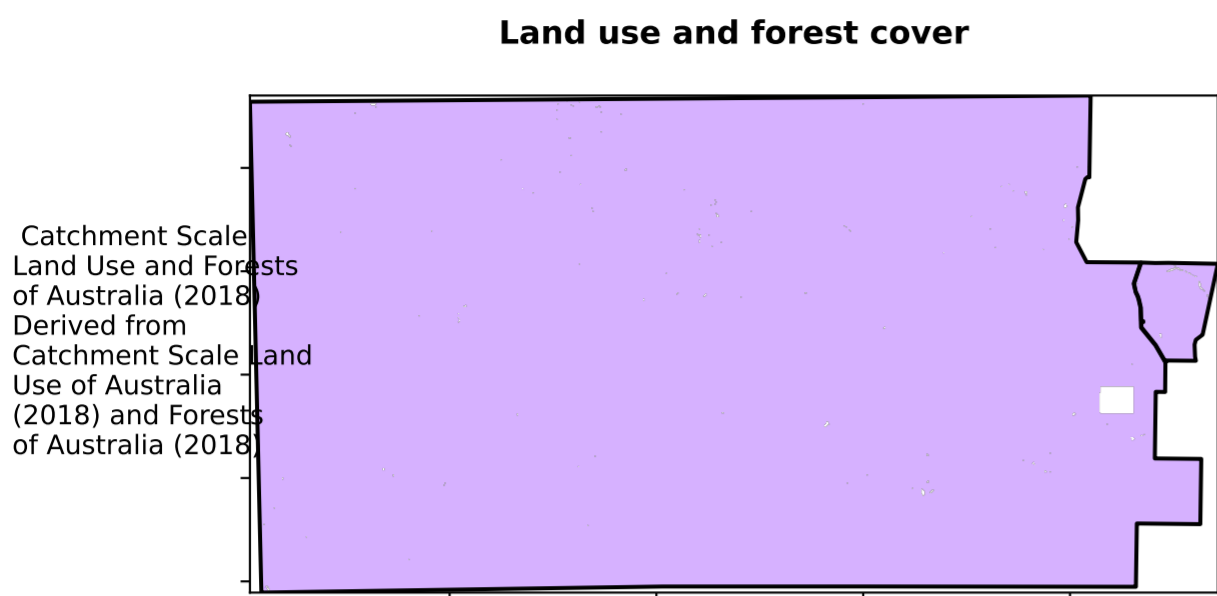 Land use and forest cover
Catchment Scale
Land Use and Forests
of Australia (2018)
Derived from
Catchment Scale Land
Use of Australia
(2018) and Forests
of Australia (2018)